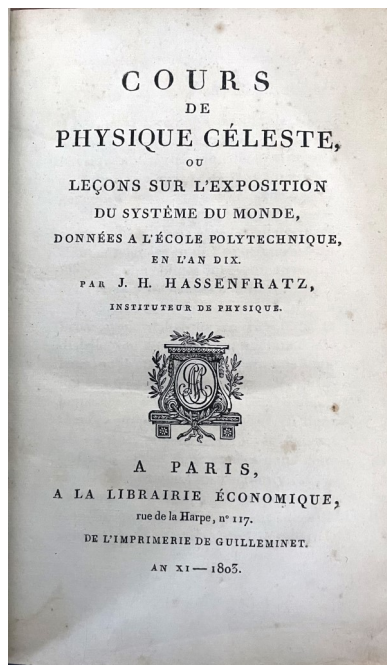 COURS
DE
PHYSIQUE CÉLESTE,
OU
LEÇONS SUR L'EXPOSITION
DU SYSTÊME DU MONDE,
DONNÉES A L'ÉCOLE POLYTECHNIQUE,
EN L'AN DIX.
PAR J. H. HASSENFRATZ,
INSTITUTEUR DE PHYSIQUE.
A PARIS,
A LA LIBRAIRIE ÉCONOMIQUE,
rue de la Harpe, n° 117.
DE L'IMPRIMERIE DE GUILLEMINET.
AN XI — 1803.